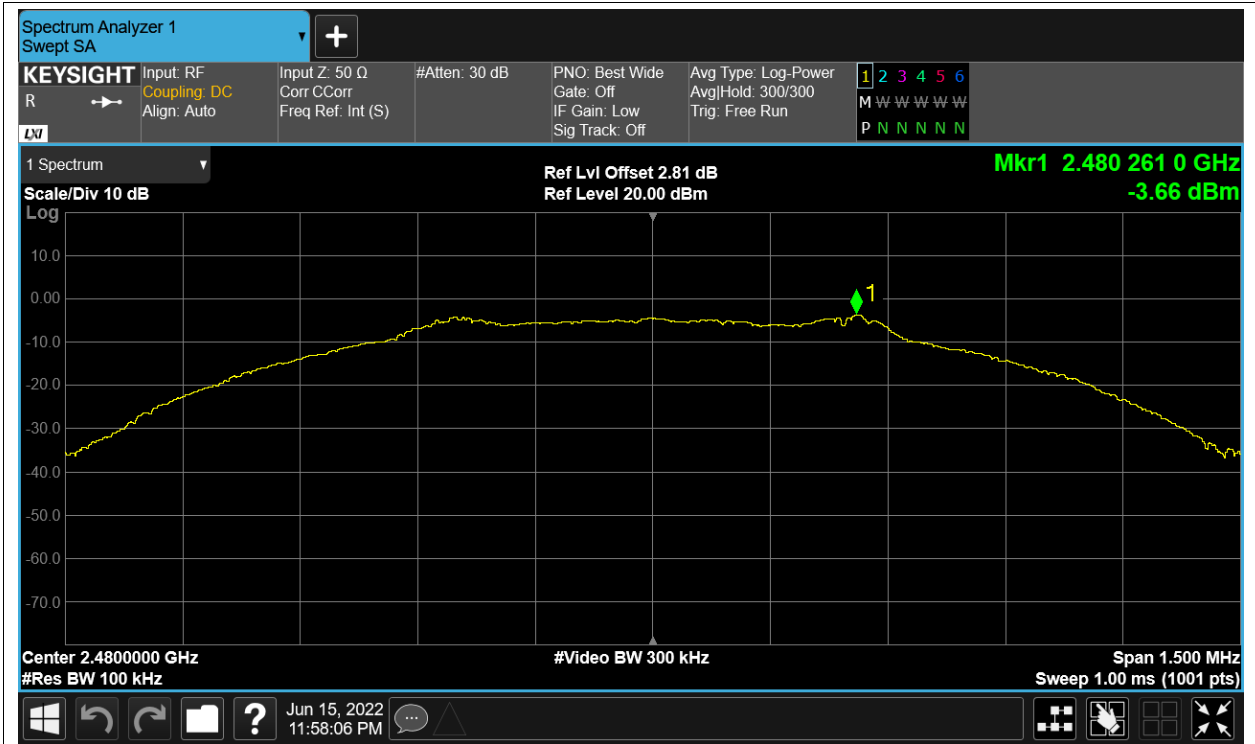 Spectrum Analyzer 1
Swept SA
KEYSIGHT
R
LXI
Input: RF
Coupling: DC
Align: Auto
Input Z: 50 Ω
Corr CCorr
Freq Ref: Int (S)
#Atten: 30 dB
PNO: Best Wide
Gate: Off
IF Gain: Low
Sig Track: Off
Avg Type: Log-Power
Avg|Hold: 300/300
Trig: Free Run
1 2 3 4 5 6
M W W W W W
P N N N N N
1 Spectrum
Scale/Div 10 dB
Ref Lvl Offset 2.81 dB
Ref Level 20.00 dBm
Mkr1 2.480 261 0 GHz
-3.66 dBm
Log
10.0
0.00
-10.0
-20.0
-30.0
-40.0
-50.0
-60.0
-70.0
1
Center 2.4800000 GHz
#Res BW 100 kHz
#Video BW 300 kHz
Span 1.500 MHz
Sweep 1.00 ms (1001 pts)
?
Jun 15, 2022
11:58:06 PM